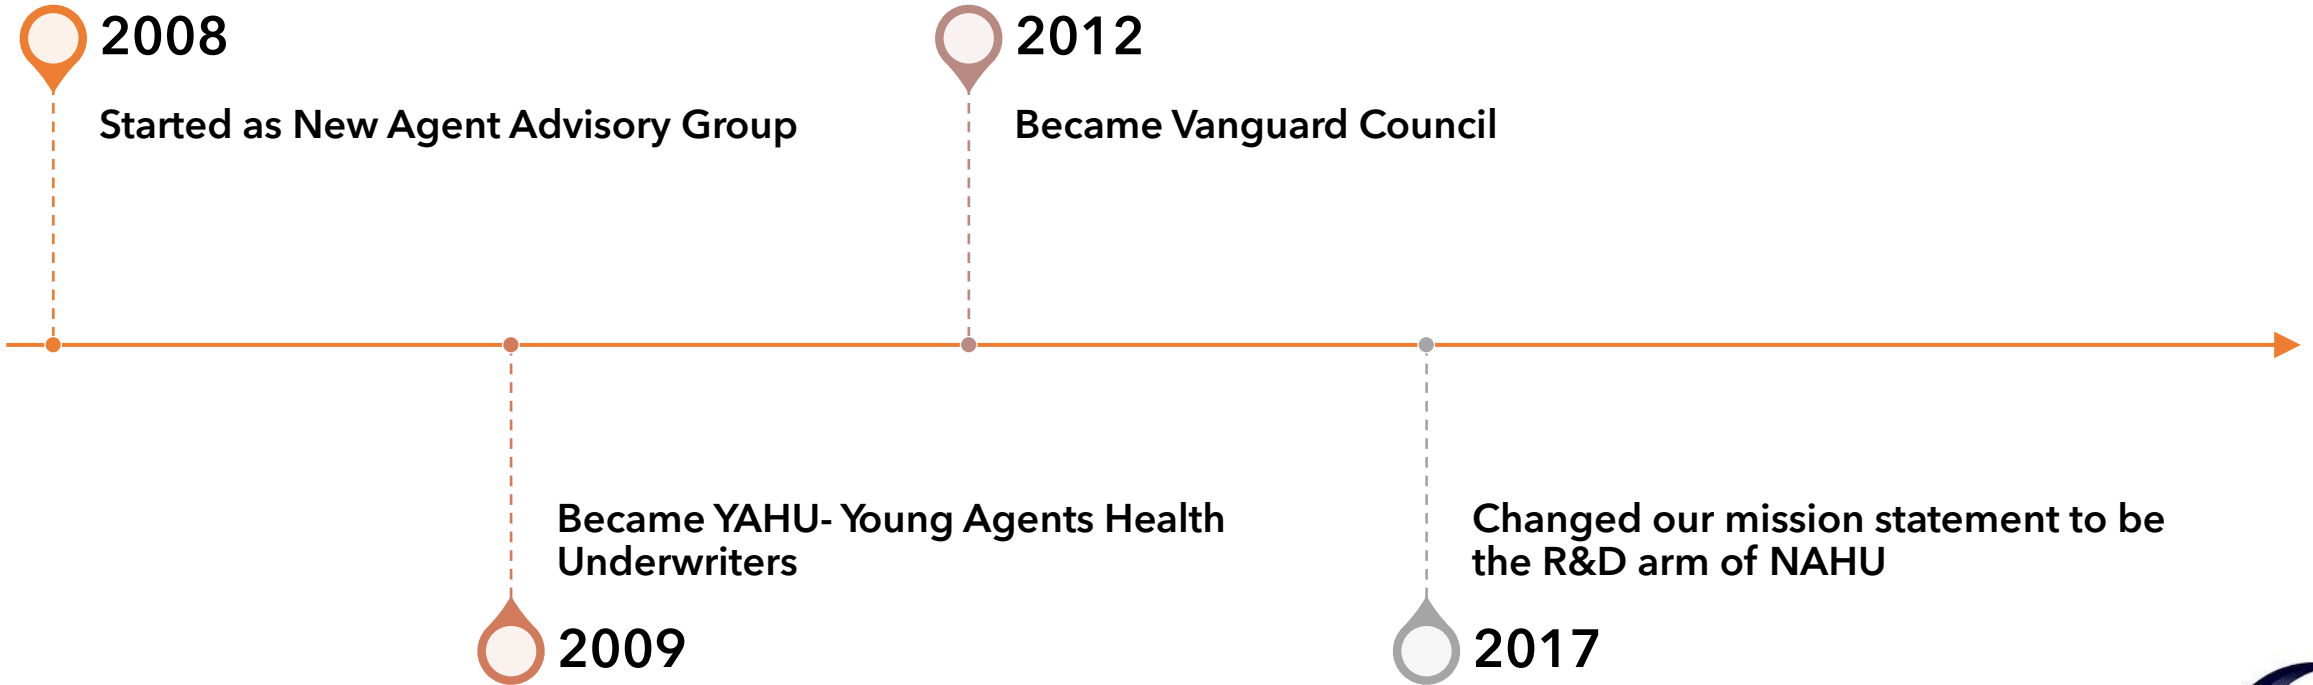 2008
Started as New Agent Advisory Group
2012
Became Vanguard Council
Became YAHU- Young Agents Health
Underwriters
2009
Changed our mission statement to be
the R&D arm of NAHU
2017